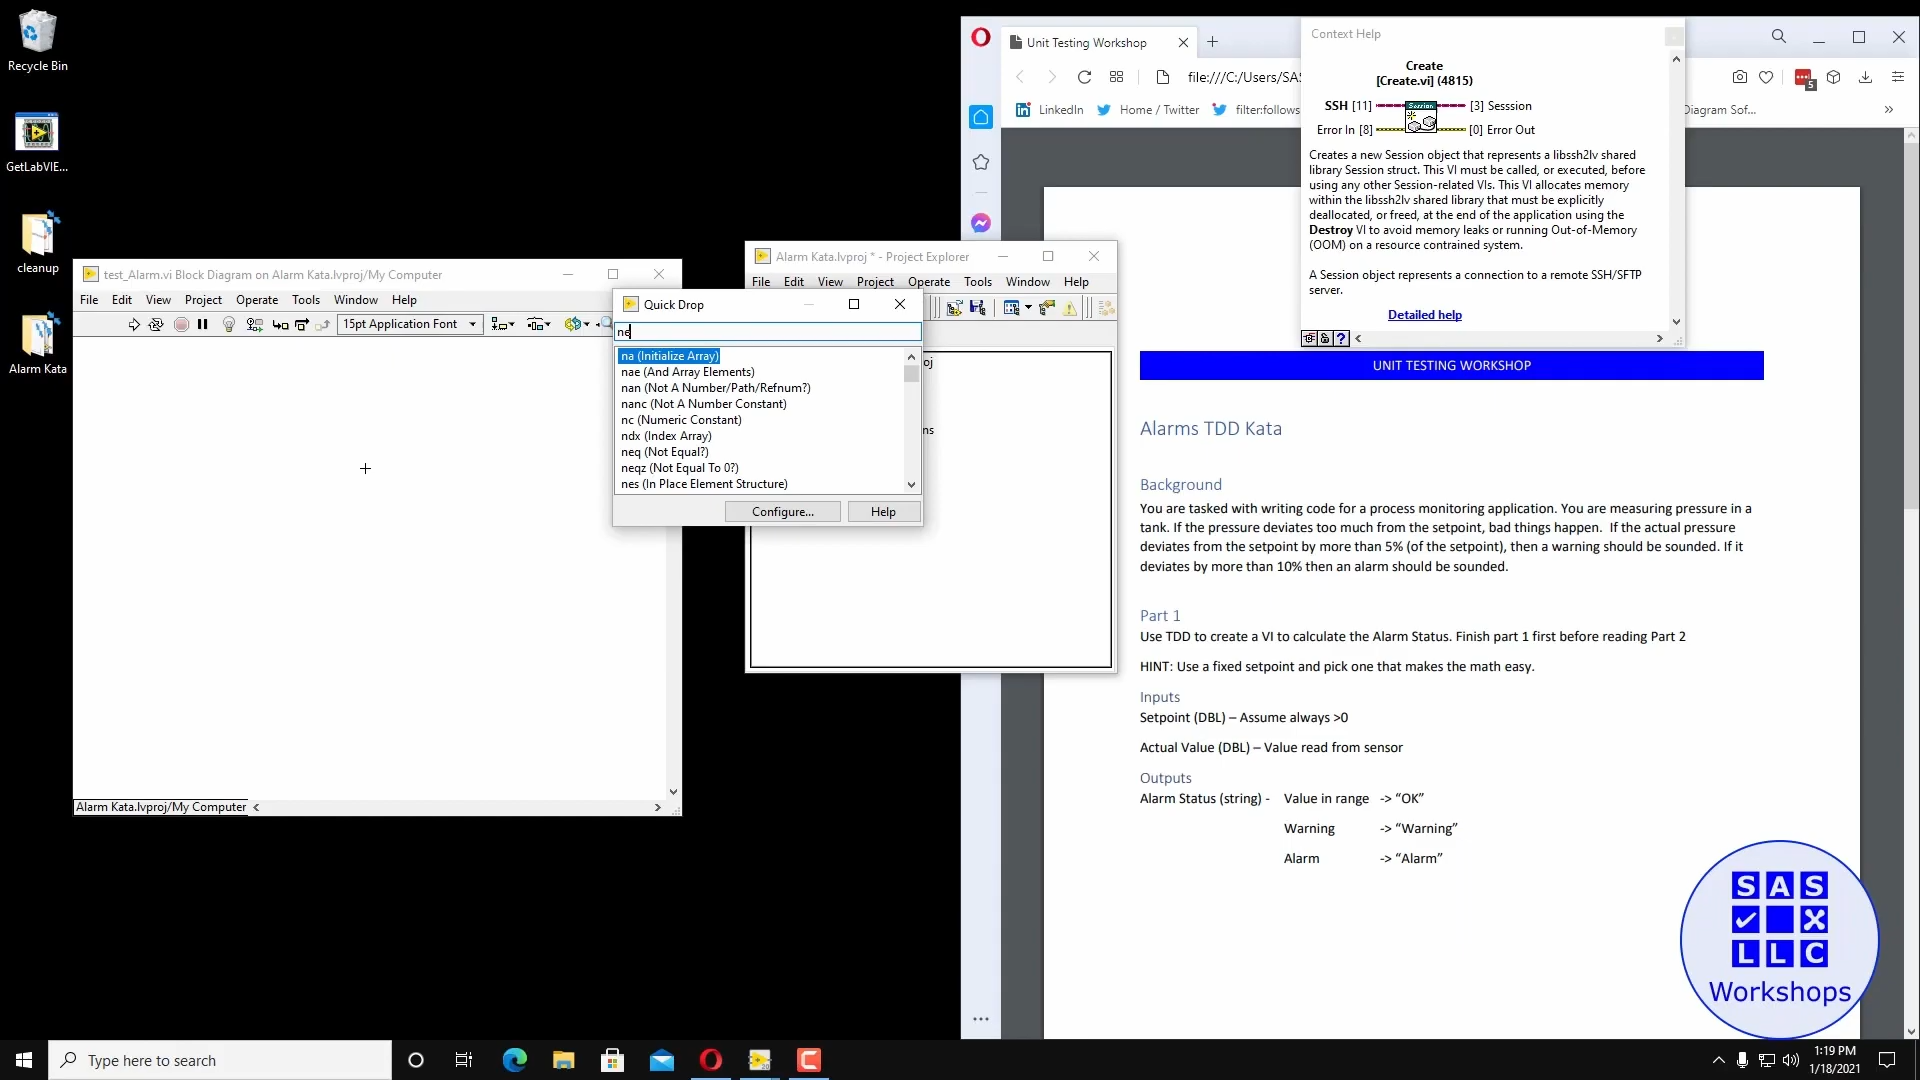 Recycle Bin
GetLabVIE...
cleanup
Alarm Kata
test_Alarm.vi Block Diagram on Alarm Kata.lvproj/My Computer
File Edit View Project Operate Tools Window Help
15pt Application Font
Alarm Kata.lvproj/My Computer
Quick Drop
ne
na (Initialize Array)
nae (And Array Elements)
nan (Not A Number/Path/Refnum?)
nanc (Not A Number Constant)
nc (Numeric Constant)
ndx (Index Array)
neq (Not Equal?)
neqz (Not Equal To 0?)
nes (In Place Element Structure)
Configure... Help
Alarm Kata.lvproj * - Project Explorer
File Edit View Project Operate Tools Window Help
oj
ns
Unit Testing Workshop
file:///C:/Users/SAS
5
LinkedIn Home / Twitter filter:follows Diagram Sof...
Context Help
Create
[Create.vi] (4815)
SSH [11] Session [3] Sesssion
Error In [8] [0] Error Out
Creates a new Session object that represents a libssh2lv shared
library Session struct. This VI must be called, or executed, before
using any other Session-related VIs. This VI allocates memory
within the libssh2lv shared library that must be explicitly
deallocated, or freed, at the end of the application using the
Destroy VI to avoid memory leaks or running Out-of-Memory
(OOM) on a resource contrained system.
A Session object represents a connection to a remote SSH/SFTP
server.
Detailed help
UNIT TESTING WORKSHOP
Alarms TDD Kata
Background
You are tasked with writing code for a process monitoring application. You are measuring pressure in a
tank. If the pressure deviates too much from the setpoint, bad things happen. If the actual pressure
deviates from the setpoint by more than 5% (of the setpoint), then a warning should be sounded. If it
deviates by more than 10% then an alarm should be sounded.
Part 1
Use TDD to create a VI to calculate the Alarm Status. Finish part 1 first before reading Part 2
HINT: Use a fixed setpoint and pick one that makes the math easy.
Inputs
Setpoint (DBL) – Assume always >0
Actual Value (DBL) – Value read from sensor
Outputs
Alarm Status (string) - Value in range -> “OK”
Warning -> “Warning”
Alarm -> “Alarm”
SAS
LLC
Workshops
Type here to search
1:19 PM
1/18/2021